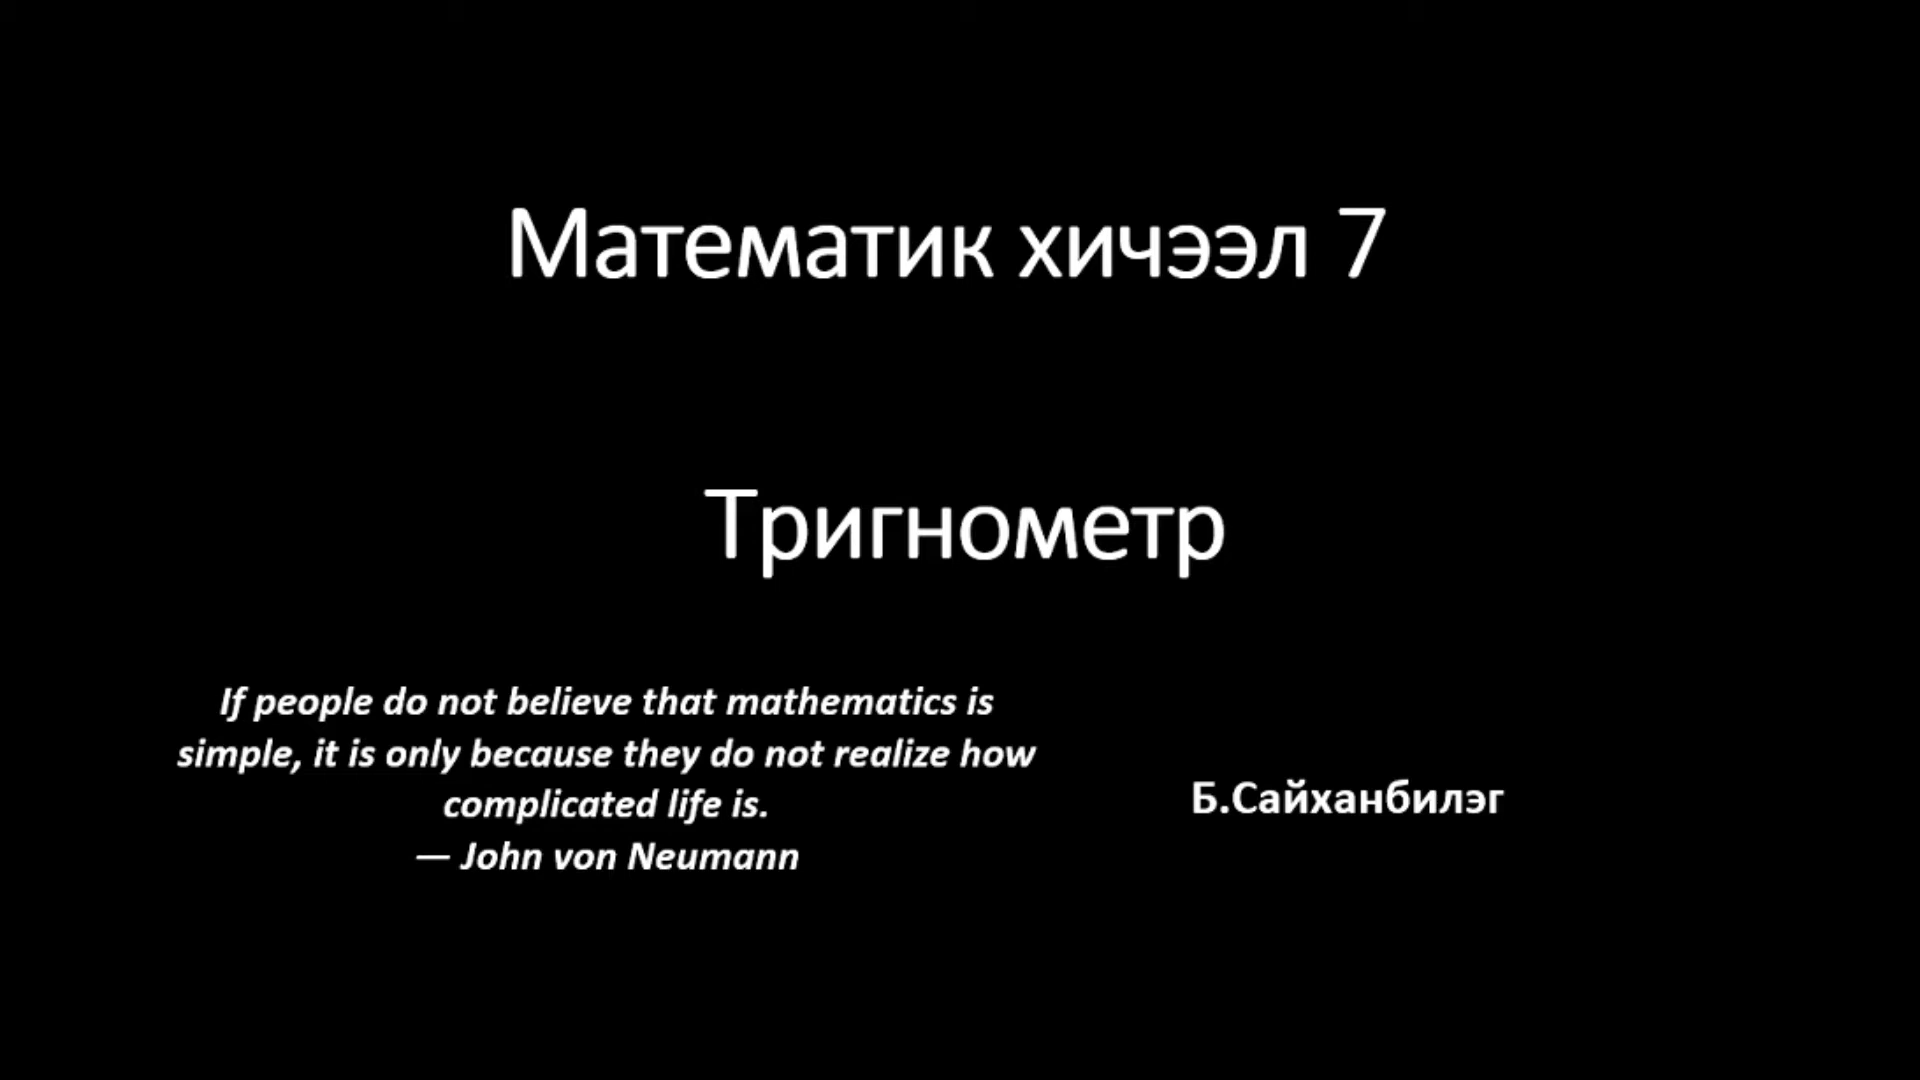 Математик хичээл 7
Тригнометр
If people do not believe that mathematics is
simple, it is only because they do not realize how
complicated life is.
— John von Neumann
Б.Сайханбилэг